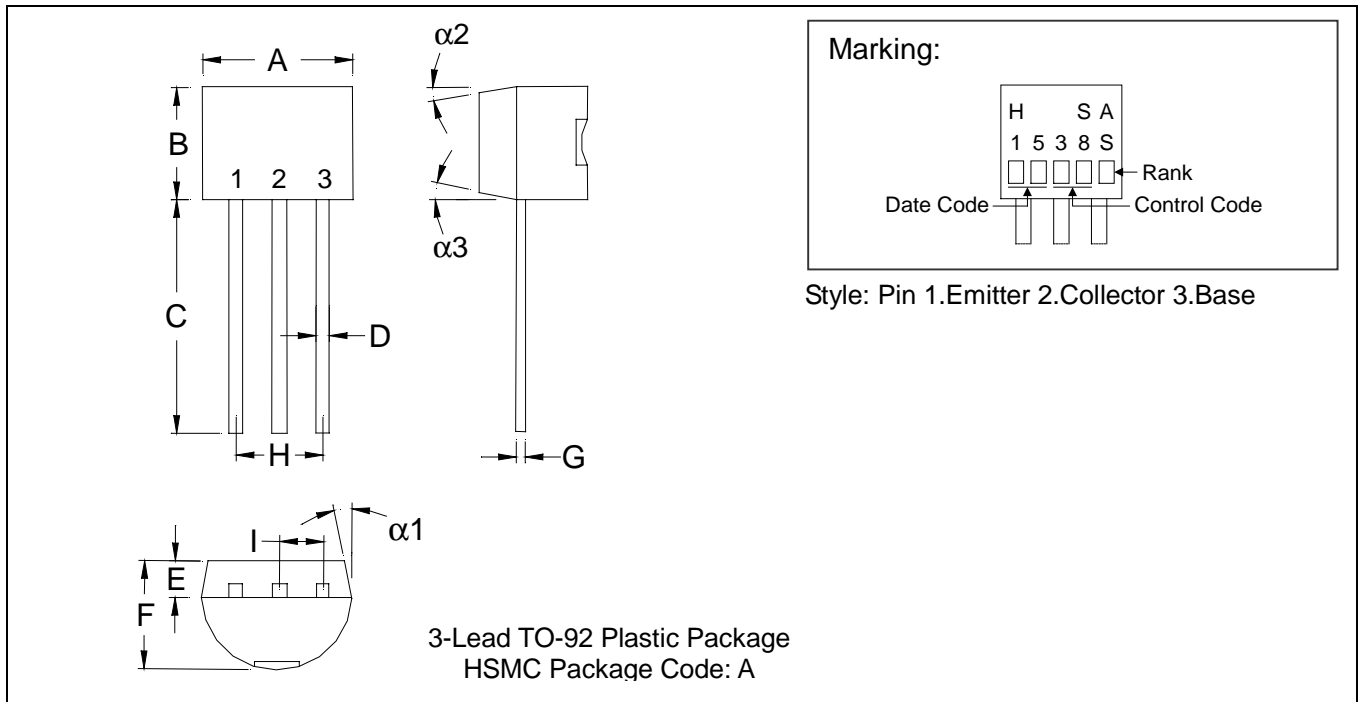 α2
A
B
1 2 3
α3
C
D
H
G
α1
I
E
F
3-Lead TO-92 Plastic Package
HSMC Package Code: A
Marking:
H S A
1 5 3 8 S
Rank
Date Code
Control Code
Style: Pin 1.Emitter 2.Collector 3.Base